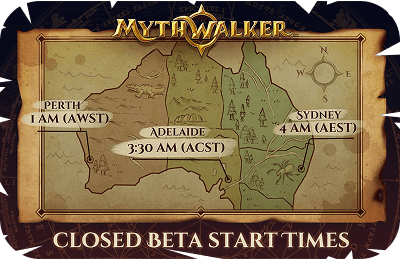 MYTHWALKER
N
W E
S
PERTH
1 AM (AWST)
ADELAIDE
3:30 AM (ACST)
SYDNEY
4 AM (AEST)
CLOSED BETA START TIMES